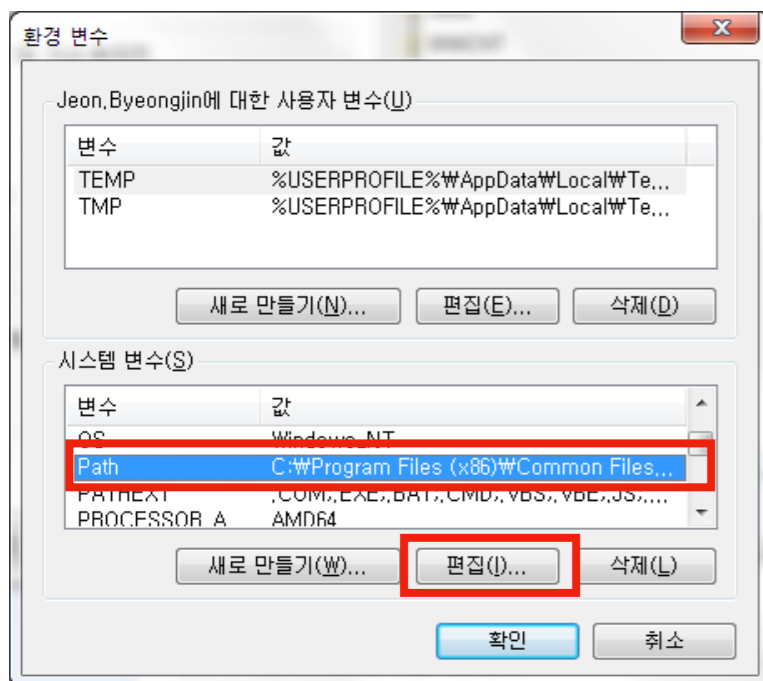 환경 변수
Jeon,Byeongjin에 대한 사용자 변수(U)
변수 값
TEMP %USERPROFILE%₩AppData₩Local₩Te...
TMP %USERPROFILE%₩AppData₩Local₩Te...
새로 만들기(N)... 편집(E)... 삭제(D)
시스템 변수(S)
변수 값
OS Windows_NT
Path C:₩Program Files (x86)₩Common Files...
PATHEXT .COM;.EXE;.BAT;.CMD;.VBS;.VBE;.JS;....
PROCESSOR_A... AMD64
새로 만들기(W)... 편집(I)... 삭제(L)
확인 취소